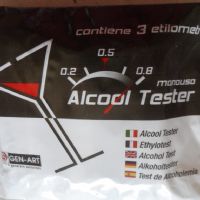 contiene 3 etilometr
0.5
0.2 0.8
monouso
Alcool Tester
Alcool Tester
Ethylotest
Alcohol Test
Alkoholtester
Test de Alcoholemia
GEN-ART